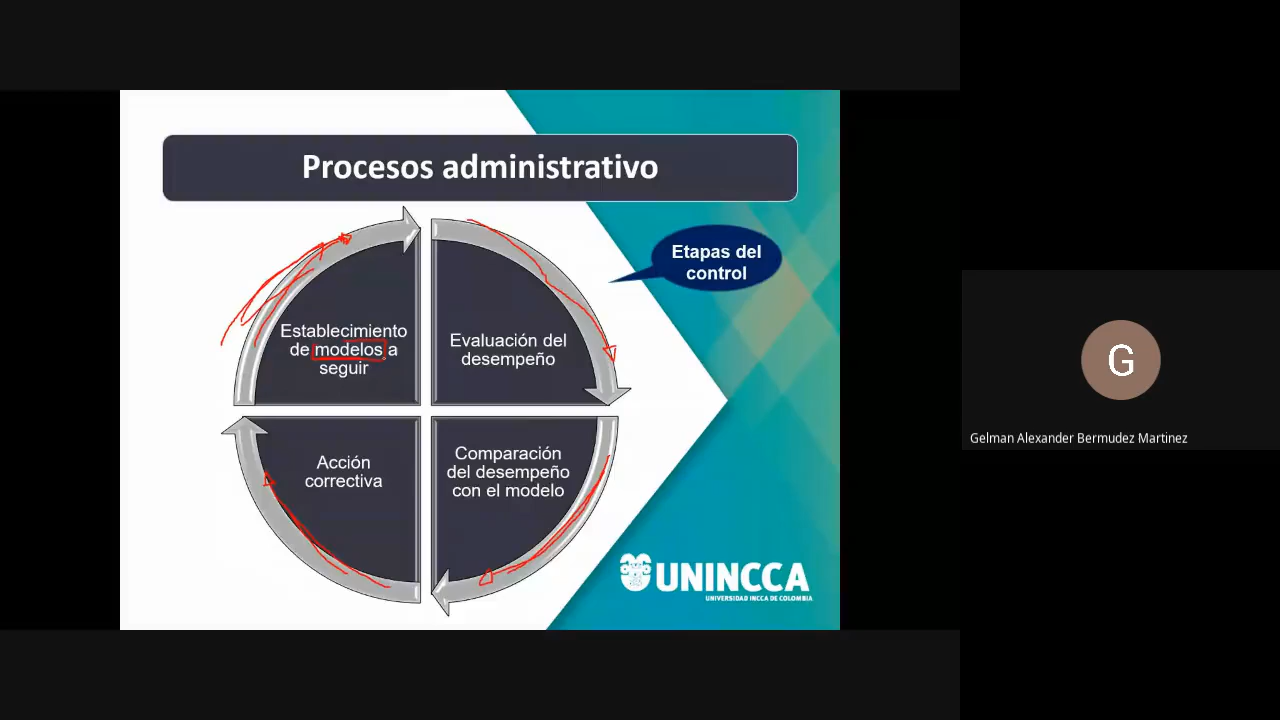 Procesos administrativo
Etapas del
control
Establecimiento
de modelos a
seguir
Evaluación del
desempeño
Acción
correctiva
Comparación
del desempeño
con el modelo
UNINCCA
UNIVERSIDAD INCCA DE COLOMBIA
G
Gelman Alexander Bermudez Martinez